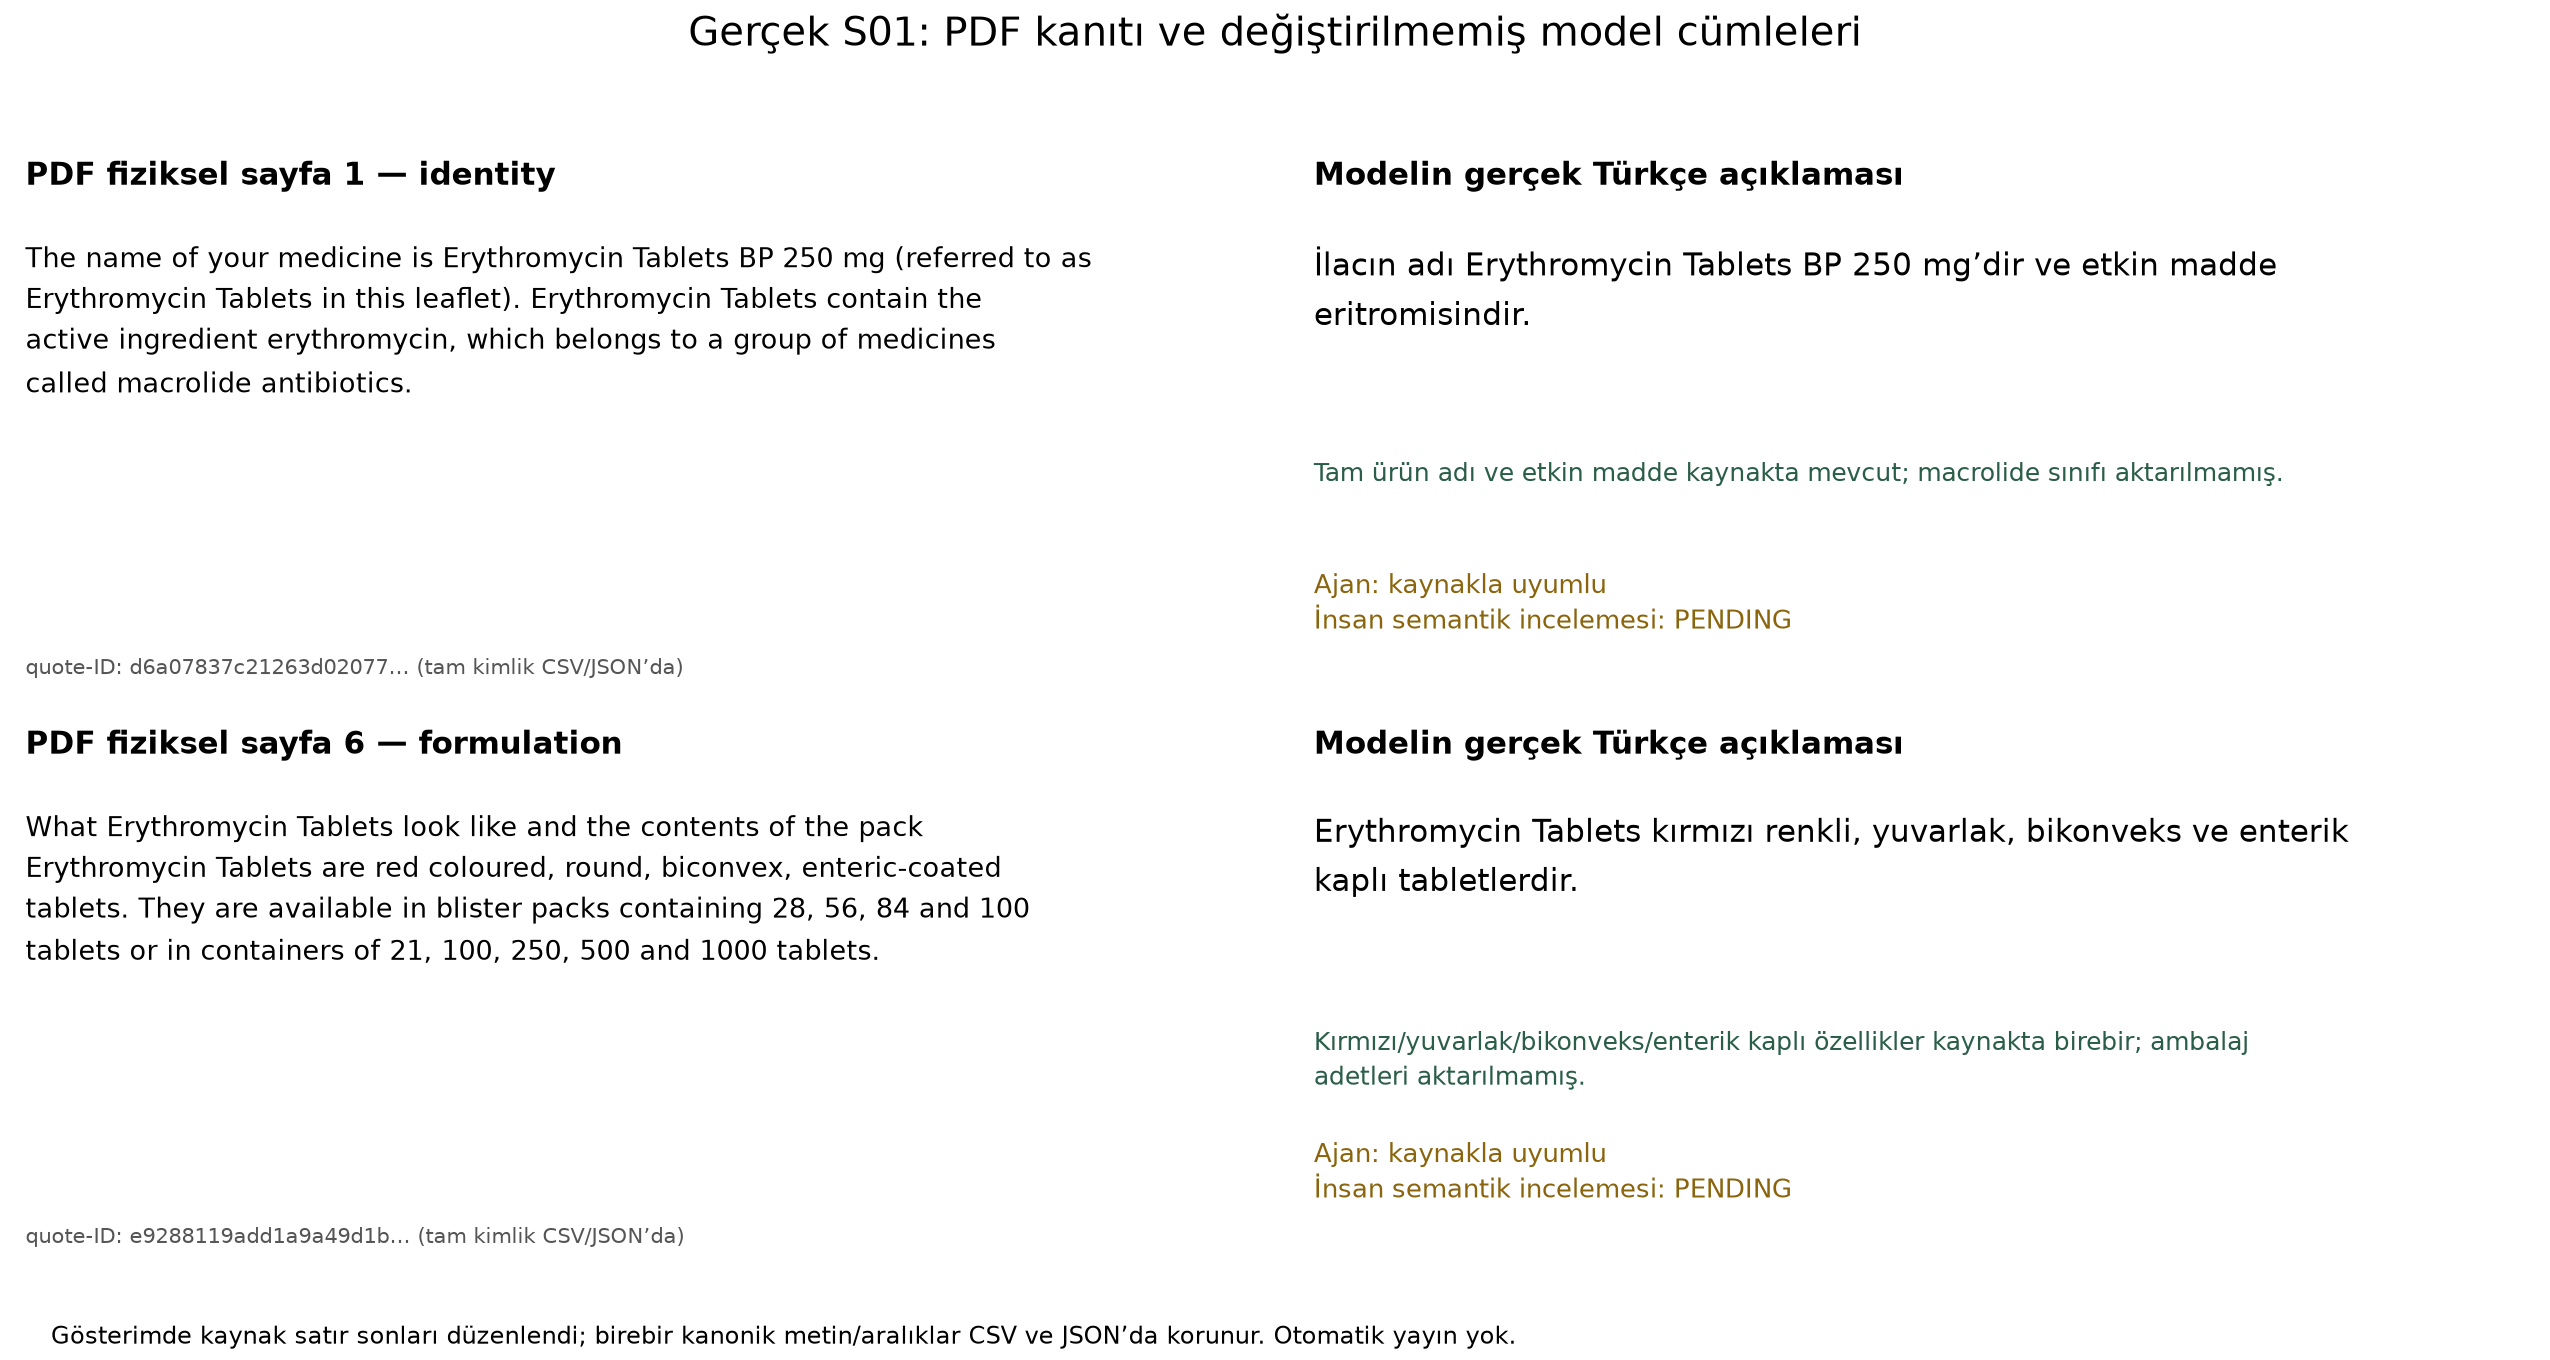 Gerçek S01: PDF kanıtı ve değiştirilmemiş model cümleleri
PDF fiziksel sayfa 1 — identity
The name of your medicine is Erythromycin Tablets BP 250 mg (referred to as
Erythromycin Tablets in this leaflet). Erythromycin Tablets contain the
active ingredient erythromycin, which belongs to a group of medicines
called macrolide antibiotics.
quote-ID: d6a07837c21263d02077… (tam kimlik CSV/JSON’da)
Modelin gerçek Türkçe açıklaması
İlacın adı Erythromycin Tablets BP 250 mg’dir ve etkin madde
eritromisindir.
Tam ürün adı ve etkin madde kaynakta mevcut; macrolide sınıfı aktarılmamış.
Ajan: kaynakla uyumlu
İnsan semantik incelemesi: PENDING
PDF fiziksel sayfa 6 — formulation
What Erythromycin Tablets look like and the contents of the pack
Erythromycin Tablets are red coloured, round, biconvex, enteric-coated
tablets. They are available in blister packs containing 28, 56, 84 and 100
tablets or in containers of 21, 100, 250, 500 and 1000 tablets.
quote-ID: e9288119add1a9a49d1b… (tam kimlik CSV/JSON’da)
Modelin gerçek Türkçe açıklaması
Erythromycin Tablets kırmızı renkli, yuvarlak, bikonveks ve enterik
kaplı tabletlerdir.
Kırmızı/yuvarlak/bikonveks/enterik kaplı özellikler kaynakta birebir; ambalaj
adetleri aktarılmamış.
Ajan: kaynakla uyumlu
İnsan semantik incelemesi: PENDING
Gösterimde kaynak satır sonları düzenlendi; birebir kanonik metin/aralıklar CSV ve JSON’da korunur. Otomatik yayın yok.